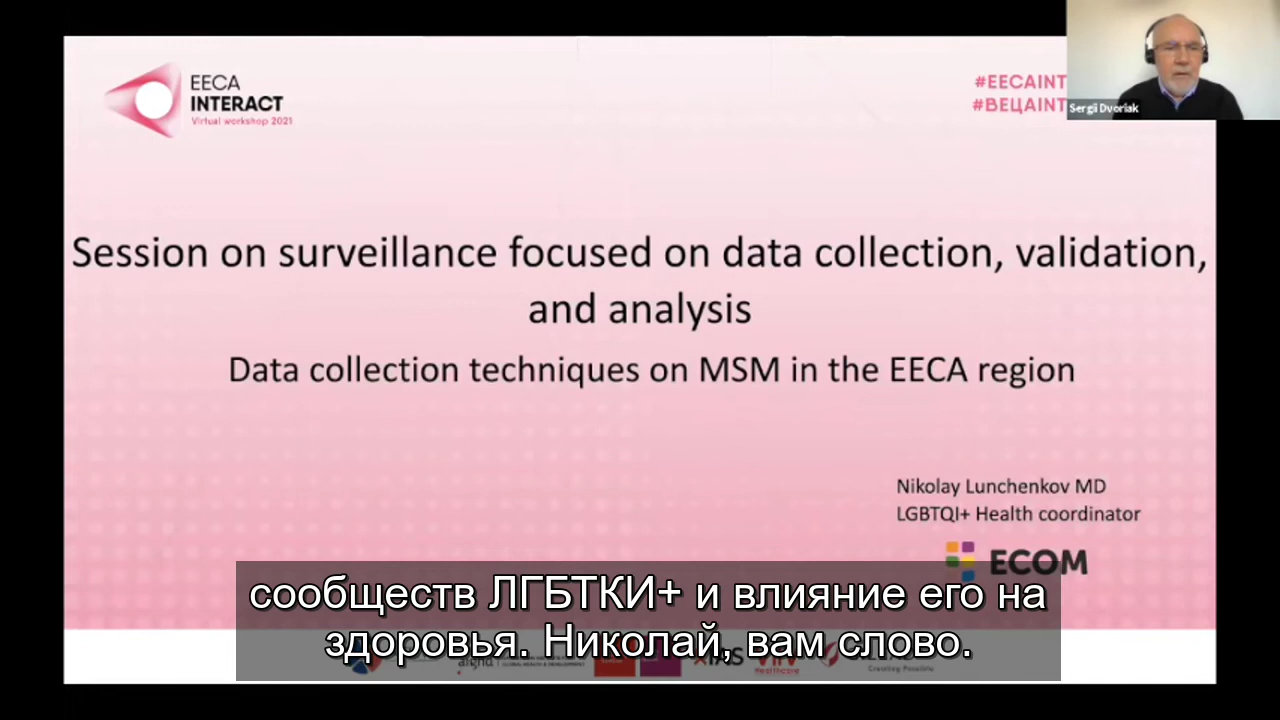 EECA
INTERACT
Virtual workshop 2021
#EECAINT
#ВЕЦАINT
Sergii Dvoriak
Session on surveillance focused on data collection, validation,
and analysis
Data collection techniques on MSM in the EECA region
Nikolay Lunchenkov MD
LGBTQI+ Health coordinator
ECOM
сообществ ЛГБТКИ+ и влияние его на
здоровья. Николай, вам слово.